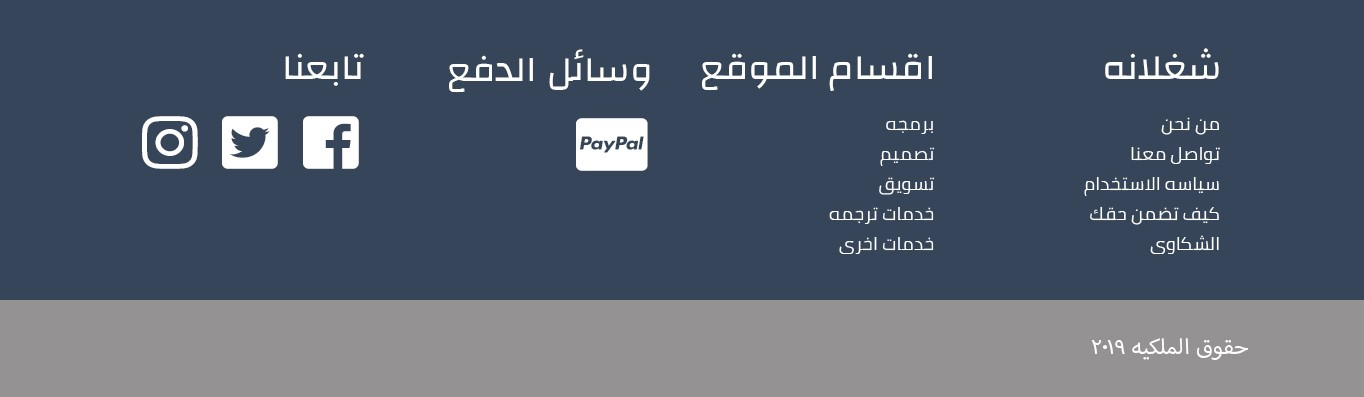 شغلانه
من نحن
تواصل معنا
سياسه الاستخدام
كيف تضمن حقك
الشكاوى
اقسام الموقع
برمجه
تصميم
تسويق
خدمات ترجمه
خدمات اخرى
وسائل الدفع
PayPal
تابعنا
حقوق الملكيه ٢٠١٩